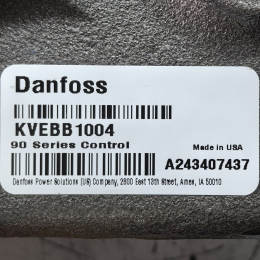 Danfoss
KVEBB1004
90 Series Control
Made in USA
A243407437
Danfoss Power Solutions (US) Company, 2800 East 13th Street, Ames, IA 50010